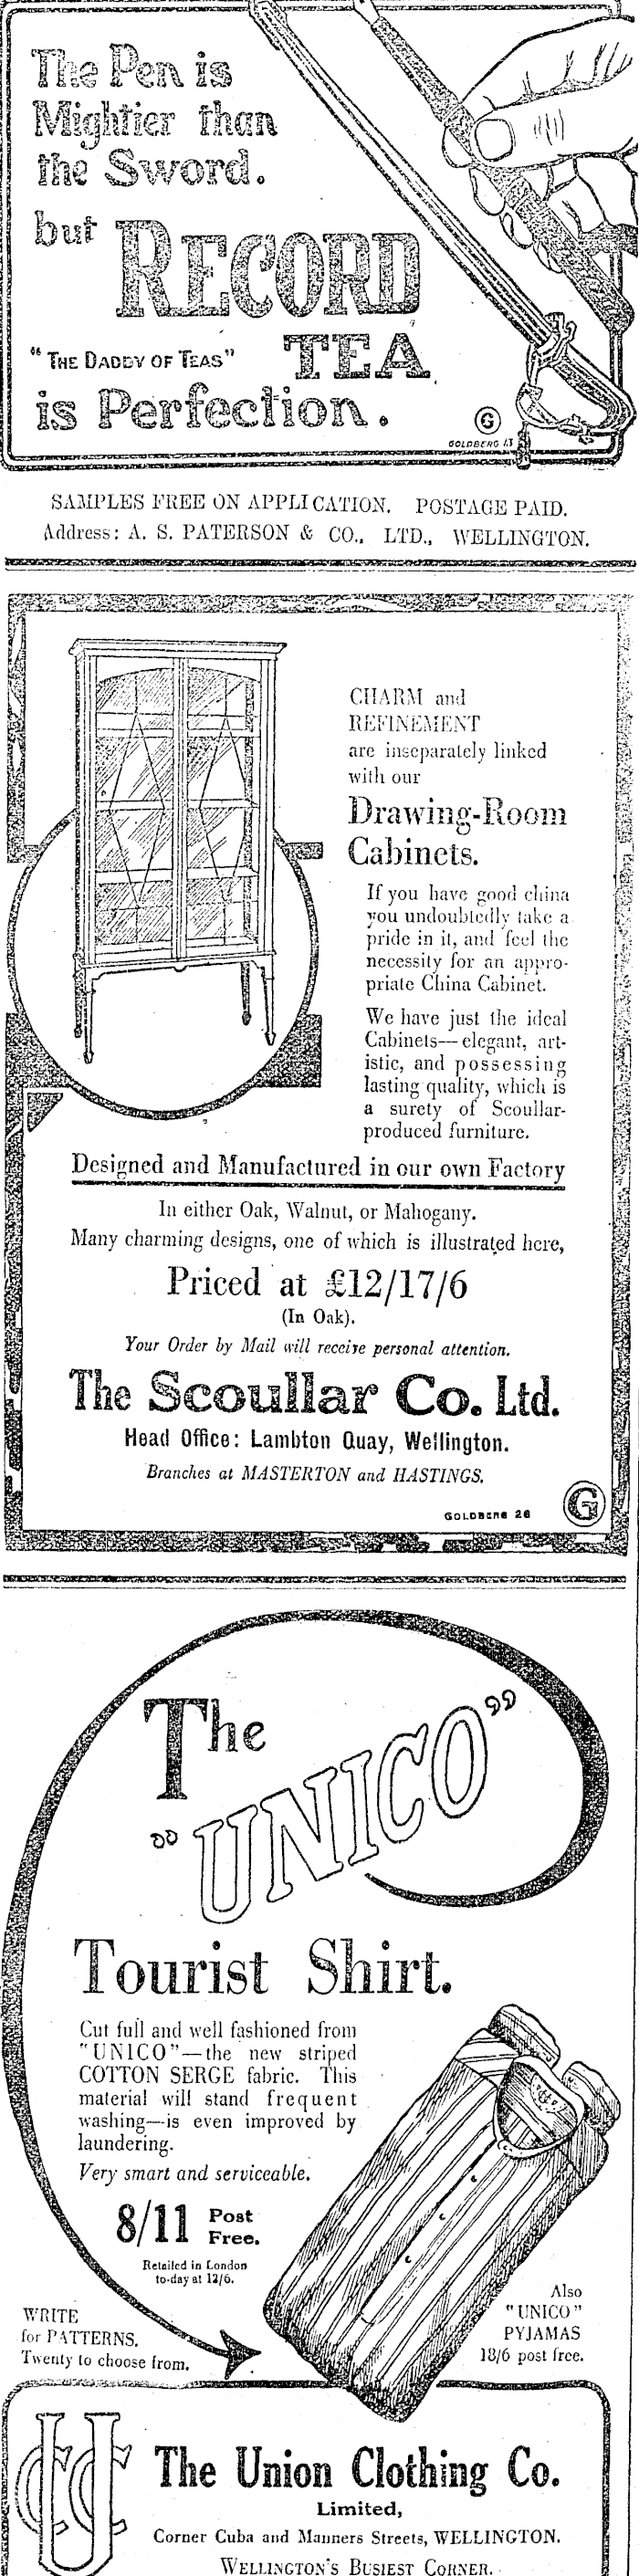 The Pen is
Mightier than
the Sword.
but RECORD
"THE DADDY OF TEAS" TEA
is Perfection.
G
GOLDBERG 13
SAMPLES FREE ON APPLICATION. POSTAGE PAID.
Address: A. S. PATERSON & CO., LTD., WELLINGTON.
CHARM and
REFINEMENT
are inseparately linked
with our
Drawing-Room
Cabinets.
If you have good china
you undoubtedly take a
pride in it, and feel the
necessity for an appro-
priate China Cabinet.
We have just the ideal
Cabinets—elegant, art-
istic, and possessing
lasting quality, which is
a surety of Scoullar-
produced furniture.
Designed and Manufactured in our own Factory
In either Oak, Walnut, or Mahogany.
Many charming designs, one of which is illustrated here,
Priced at £12/17/6
(In Oak).
Your Order by Mail will receive personal attention.
The Scoullar Co. Ltd.
Head Office: Lambton Quay, Wellington.
Branches at MASTERTON and HASTINGS.
GOLDBERG 26 G
The
"UNICO"
Tourist Shirt.
Cut full and well fashioned from
"UNICO"—the new striped
COTTON SERGE fabric. This
material will stand frequent
washing—is even improved by
laundering.
Very smart and serviceable.
8/11 Post Free.
Retailed in London
to-day at 12/6.
WRITE
for PATTERNS.
Twenty to choose from.
Also
"UNICO"
PYJAMAS
18/6 post free.
UCC
The Union Clothing Co.
Limited,
Corner Cuba and Manners Streets, WELLINGTON.
WELLINGTON'S BUSIEST CORNER.